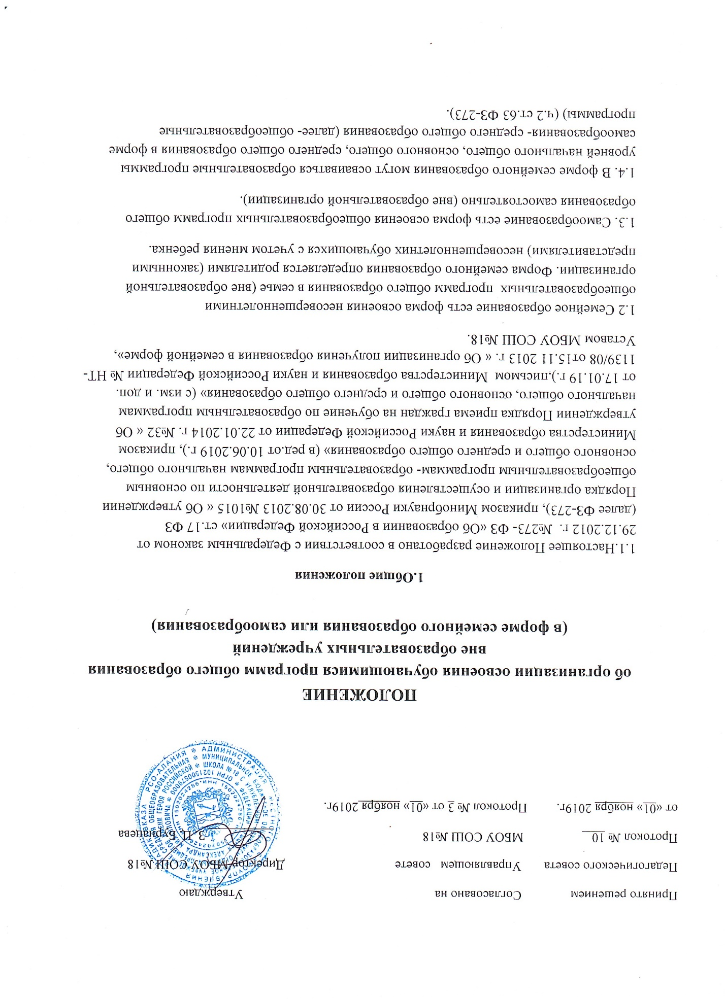 Принято решением Согласовано на Утверждаю
Педагогического совета Управляющем совете Директор МБОУ СОШ №18
Протокол № 10 МБОУ СОШ №18 З. Ц. Бурнацева
от «01» ноября 2019г. Протокол № 3 от «01» ноября 2019г.
ПОЛОЖЕНИЕ
об организации освоения обучающимися программ общего образования
вне образовательных учреждений
(в форме семейного образования или самообразования)
1.Общие положения
1.1.Настоящее Положение разработано в соответствии с Федеральным законом от
29.12.2012 г. №273- ФЗ «Об образовании в Российской Федерации» ст.17 ФЗ
(далее ФЗ-273), приказом Минобрнауки России от 30.08.2013 №1015 « Об утверждении
Порядка организации и осуществления образовательной деятельности по основным
общеобразовательным программам- образовательным программам начального общего,
основного общего и среднего общего образования» (в ред.от 10.06.2019 г.), приказом
Министерства образования и науки Российской Федерации от 22.01.2014 г. №32 « Об
утверждении Порядка приема граждан на обучение по образовательным программам
начального общего, основного общего и среднего общего образования» (с изм. и доп.
от 17.01.19 г.),письмом Министерства образования и науки Российской Федерации № НТ-
1139/08 от15.11 2013 г. « Об организации получения образования в семейной форме»,
Уставом МБОУ СОШ №18.
1.2 Семейное образование есть форма освоения несовершеннолетними
общеобразовательных программ общего образования в семье (вне образовательной
организации. Форма семейного образования определяется родителями (законными
представителями) несовершеннолетних обучающихся с учетом мнения ребенка.
1.3. Самообразование есть форма освоения общеобразовательных программ общего
образования самостоятельно (вне образовательной организации).
1.4. В форме семейного образования могут осваиваться образовательные программы
уровней начального общего, основного общего, среднего общего образования в форме
самообразования- среднего общего образования (далее- общеобразовательные
программы) (ч.2 ст.63 ФЗ-273).